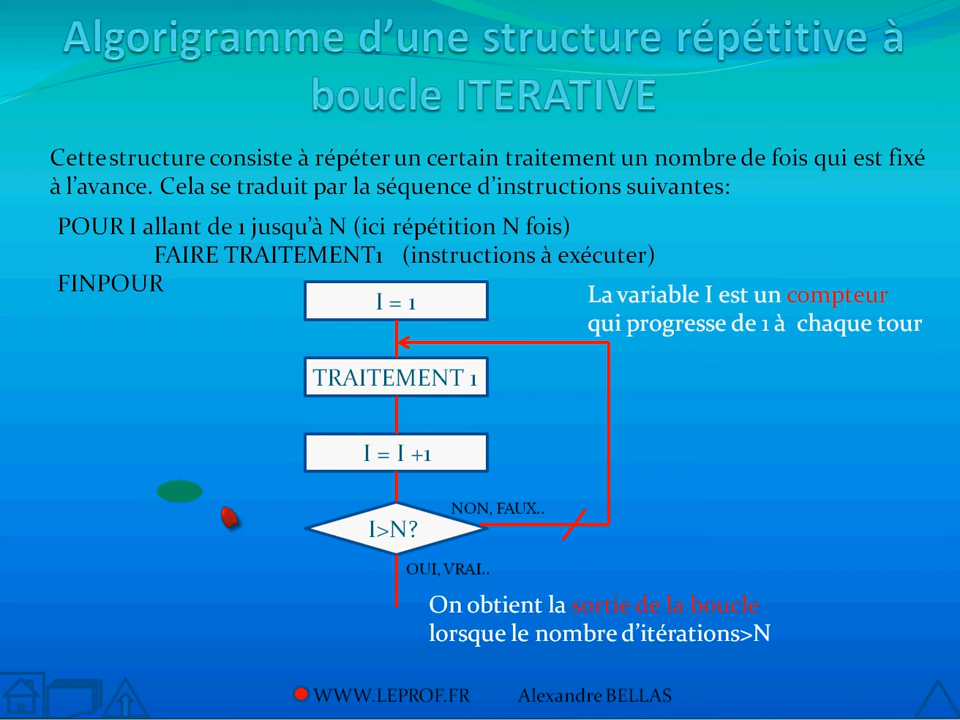 Algorigramme d'une structure répétitive à
boucle ITERATIVE
Cette structure consiste à répéter un certain traitement un nombre de fois qui est fixé
à l'avance. Cela se traduit par la séquence d'instructions suivantes:
POUR I allant de 1 jusqu'à N (ici répétition N fois)
FAIRE TRAITEMENT1 (instructions à exécuter)
FINPOUR
I = 1
La variable I est un compteur
qui progresse de 1 à chaque tour
TRAITEMENT 1
I = I +1
NON, FAUX..
I>N?
OUI, VRAI..
On obtient la sortie de la boucle
lorsque le nombre d'itérations>N
WWW.LEPROF.FR Alexandre BELLAS